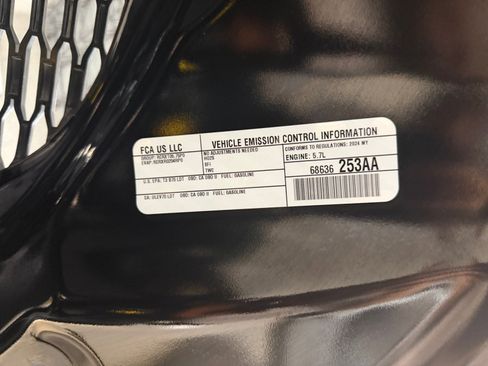 FCA US LLC
VEHICLE EMISSION CONTROL INFORMATION
NO ADJUSTMENTS NEEDED
CONFORMS TO REGULATIONS: 2024 MY
HO2S
SFI
TWC
ENGINE: 5.7L
68636 253AA
U.S. EPA: T3 B70 LDT OBD: CA OBD II FUEL: GASOLINE
CA: ULEV70 LDT OBD: CA OBD II FUEL: GASOLINE